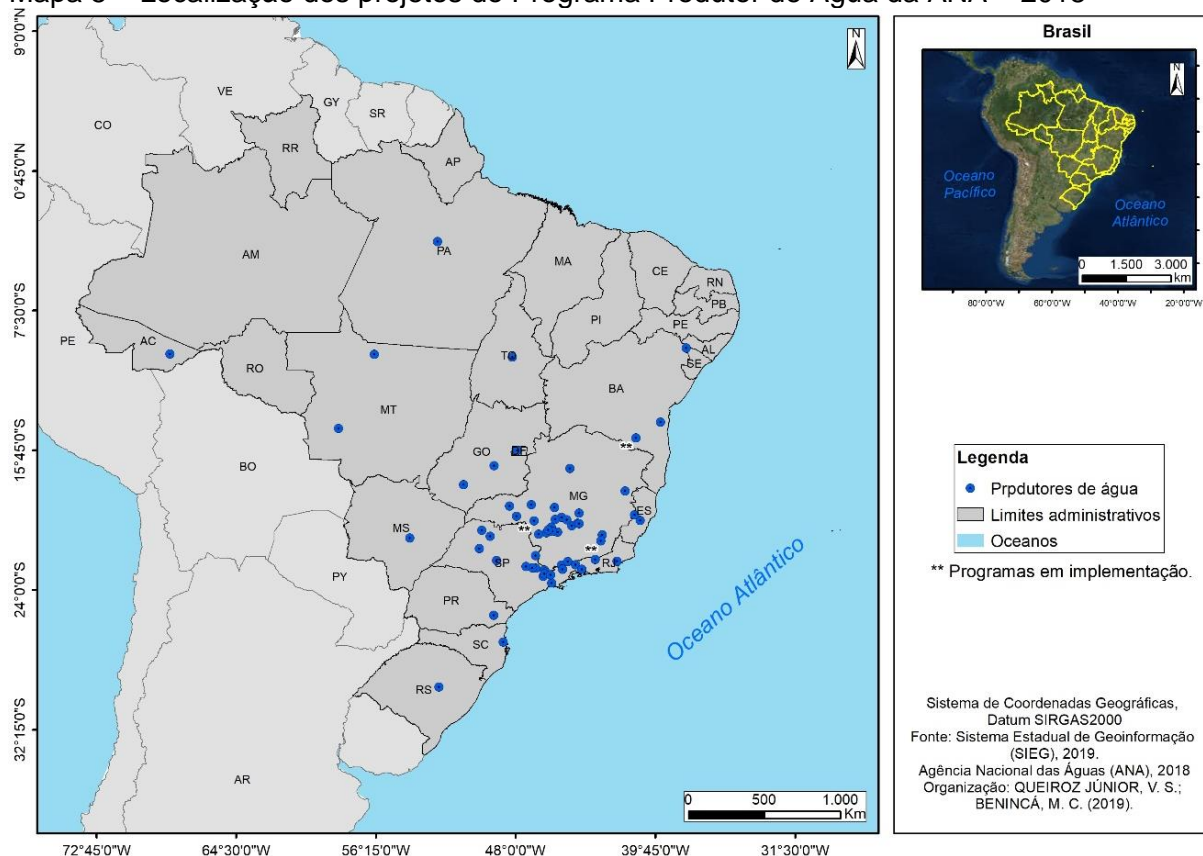 Mapa – Localização dos projetos do Programa Produtor de Água da ANA – 2018
9°0'0"N
0°45'0"N
7°30'0"S
15°45'0"S
24°0'0"S
32°15'0"S
N
VE
GY
SR
CO
RR
AP
AM
PA
MA
CE
RN
PB
PI
PE
AL
SE
PE
AC
RO
TO
BA
MT
BO
GO
DF
**
MG
ES
MS
**
**
SP
RJ
PY
PR
SC
RS
AR
Oceano Atlântico
0 500 1.000
Km
72°45'0"W 64°30'0"W 56°15'0"W 48°0'0"W 39°45'0"W 31°30'0"W
Brasil
N
Oceano
Pacífico
Oceano
Atlântico
0 1.500 3.000
km
80°0'0"W 60°0'0"W 40°0'0"W 20°0'0"W
Legenda
Prpdutores de água
Limites administrativos
Oceanos
** Programas em implementação.
Sistema de Coordenadas Geográficas,
Datum SIRGAS2000
Fonte: Sistema Estadual de Geoinformação
(SIEG), 2019.
Agência Nacional das Águas (ANA), 2018
Organização: QUEIROZ JÚNIOR, V. S.;
BENINCÁ, M. C. (2019).